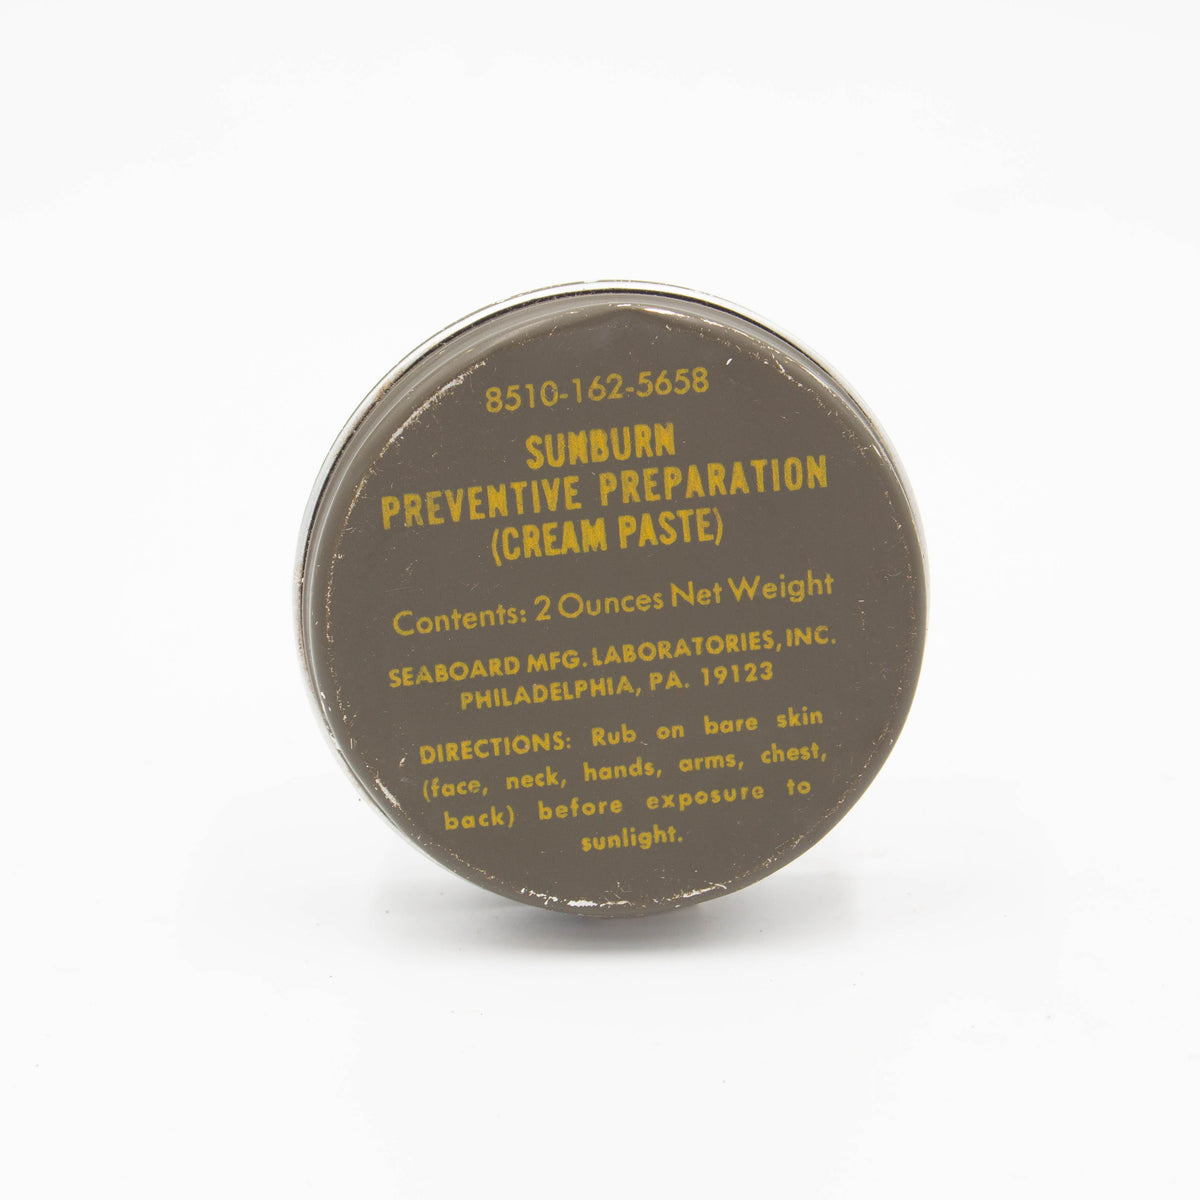 8510-162-5658
SUNBURN
PREVENTIVE PREPARATION
(CREAM PASTE)
Contents: 2 Ounces Net Weight
SEABOARD MFG. LABORATORIES, INC.
PHILADELPHIA, PA. 19123
DIRECTIONS: Rub on bare skin
(face, neck, hands, arms, chest,
back) before exposure to
sunlight.